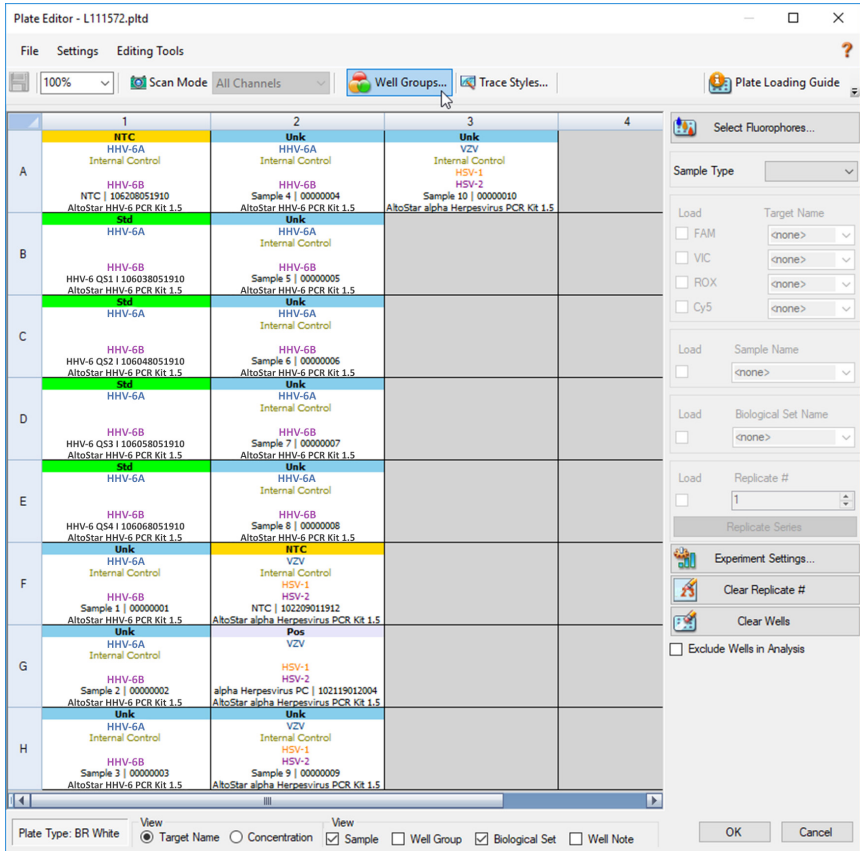 Plate Editor - L111572.pltd
File Settings Editing Tools ?
100% Scan Mode All Channels Well Groups... Trace Styles... Plate Loading Guide
1 2 3 4
A
NTC
HHV-6A
Internal Control
HHV-6B
NTC | 106208051910
AltoStar HHV-6 PCR Kit 1.5
Unk
HHV-6A
Internal Control
HHV-6B
Sample 4 | 00000004
AltoStar HHV-6 PCR Kit 1.5
Unk
VZV
Internal Control
HSV-1
HSV-2
Sample 10 | 00000010
AltoStar alpha Herpesvirus PCR Kit 1.5
B
Std
HHV-6A
HHV-6B
HHV-6 QS1 I 106038051910
AltoStar HHV-6 PCR Kit 1.5
Unk
HHV-6A
Internal Control
HHV-6B
Sample 5 | 00000005
AltoStar HHV-6 PCR Kit 1.5
C
Std
HHV-6A
HHV-6B
HHV-6 QS2 I 106048051910
AltoStar HHV-6 PCR Kit 1.5
Unk
HHV-6A
Internal Control
HHV-6B
Sample 6 | 00000006
AltoStar HHV-6 PCR Kit 1.5
D
Std
HHV-6A
HHV-6B
HHV-6 QS3 I 106058051910
AltoStar HHV-6 PCR Kit 1.5
Unk
HHV-6A
Internal Control
HHV-6B
Sample 7 | 00000007
AltoStar HHV-6 PCR Kit 1.5
E
Std
HHV-6A
HHV-6B
HHV-6 QS4 I 106068051910
AltoStar HHV-6 PCR Kit 1.5
Unk
HHV-6A
Internal Control
HHV-6B
Sample 8 | 00000008
AltoStar HHV-6 PCR Kit 1.5
F
Unk
HHV-6A
Internal Control
HHV-6B
Sample 1 | 00000001
AltoStar HHV-6 PCR Kit 1.5
NTC
VZV
Internal Control
HSV-1
HSV-2
NTC | 102209011912
AltoStar alpha Herpesvirus PCR Kit 1.5
G
Unk
HHV-6A
Internal Control
HHV-6B
Sample 2 | 00000002
AltoStar HHV-6 PCR Kit 1.5
Pos
VZV
HSV-1
HSV-2
alpha Herpesvirus PC | 102119012004
AltoStar alpha Herpesvirus PCR Kit 1.5
H
Unk
HHV-6A
Internal Control
HHV-6B
Sample 3 | 00000003
AltoStar HHV-6 PCR Kit 1.5
Unk
VZV
Internal Control
HSV-1
HSV-2
Sample 9 | 00000009
AltoStar alpha Herpesvirus PCR Kit 1.5
Select Fluorophores...
Sample Type
Load Target Name
FAM <none>
VIC <none>
ROX <none>
Cy5 <none>
Load Sample Name
<none>
Load Biological Set Name
<none>
Load Replicate #
1
Replicate Series
Experiment Settings...
Clear Replicate #
Clear Wells
Exclude Wells in Analysis
Plate Type: BR White
View
Target Name Concentration
View
Sample Well Group Biological Set Well Note
OK Cancel